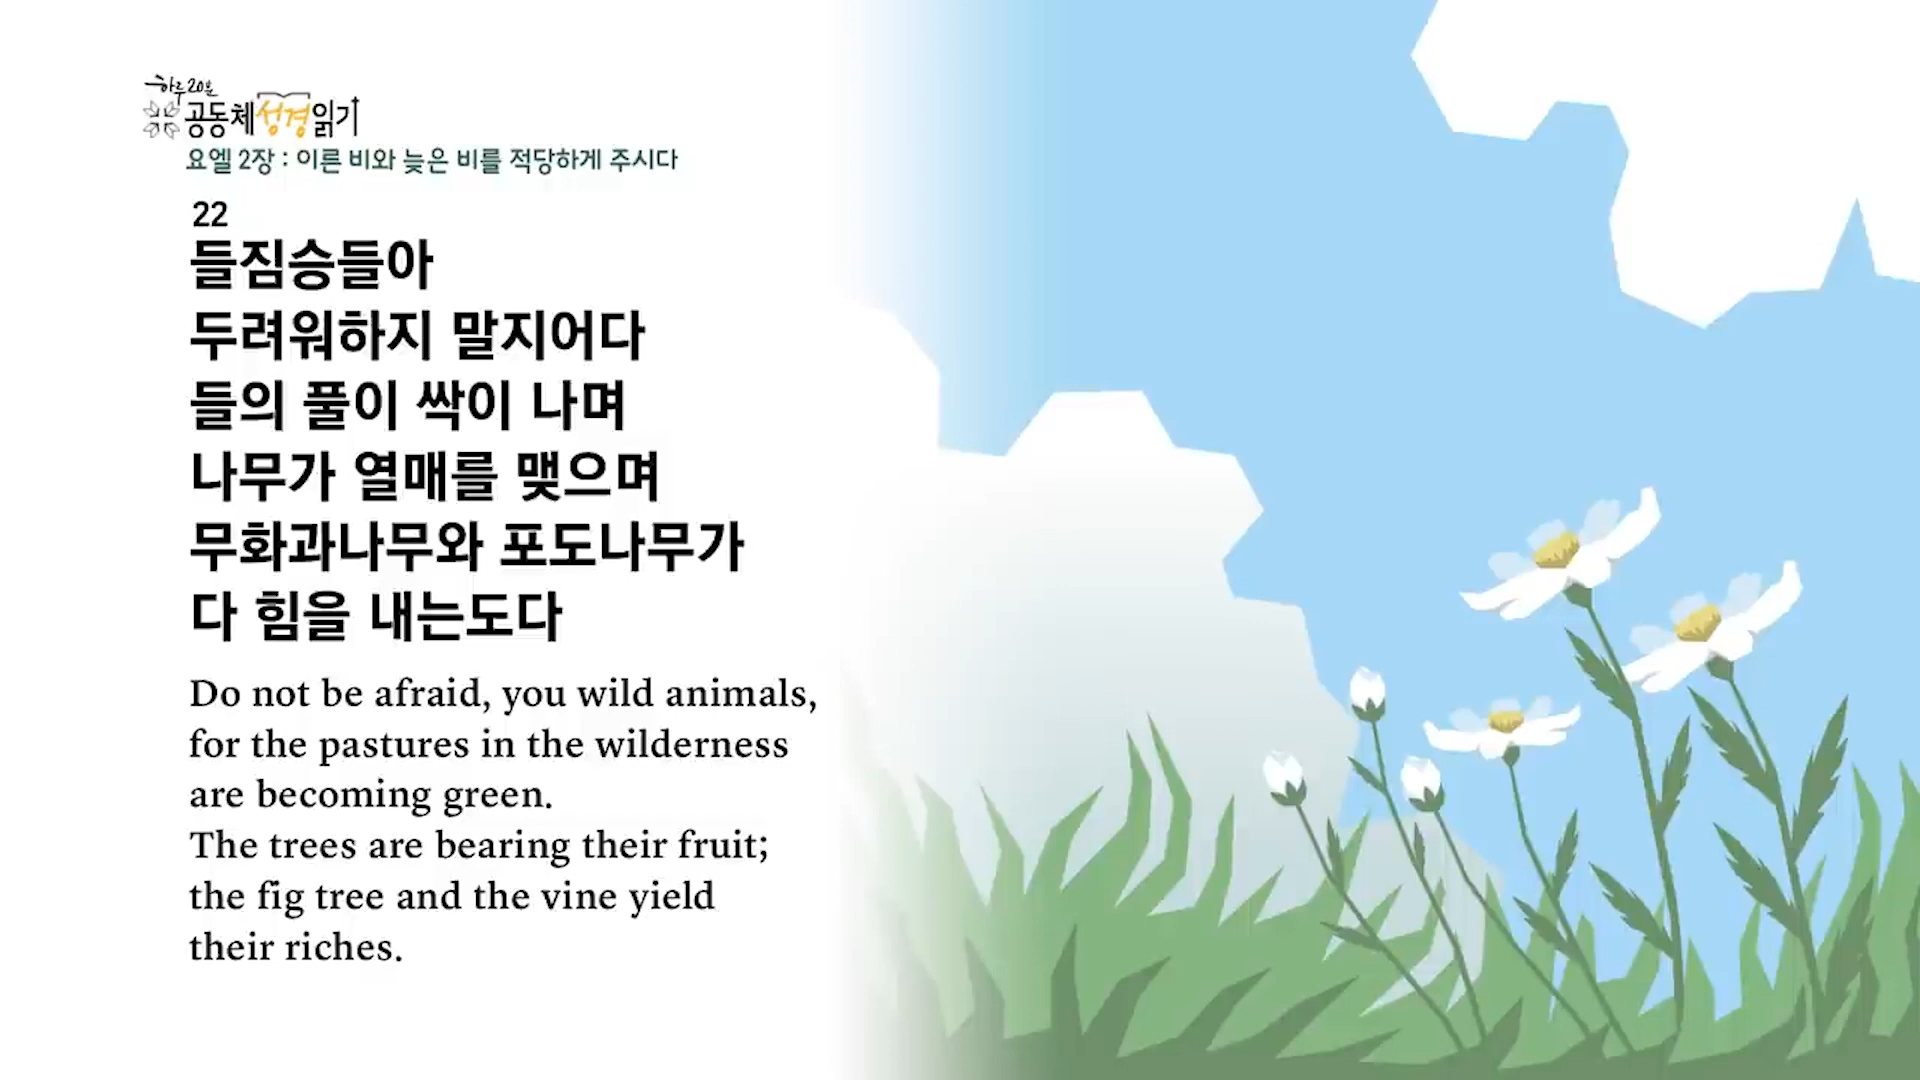 하루 20분
공동체성경읽기
요엘 2장 : 이른 비와 늦은 비를 적당하게 주시다
22
들짐승들아
두려워하지 말지어다
들의 풀이 싹이 나며
나무가 열매를 맺으며
무화과나무와 포도나무가
다 힘을 내는도다
Do not be afraid, you wild animals,
for the pastures in the wilderness
are becoming green.
The trees are bearing their fruit;
the fig tree and the vine yield
their riches.